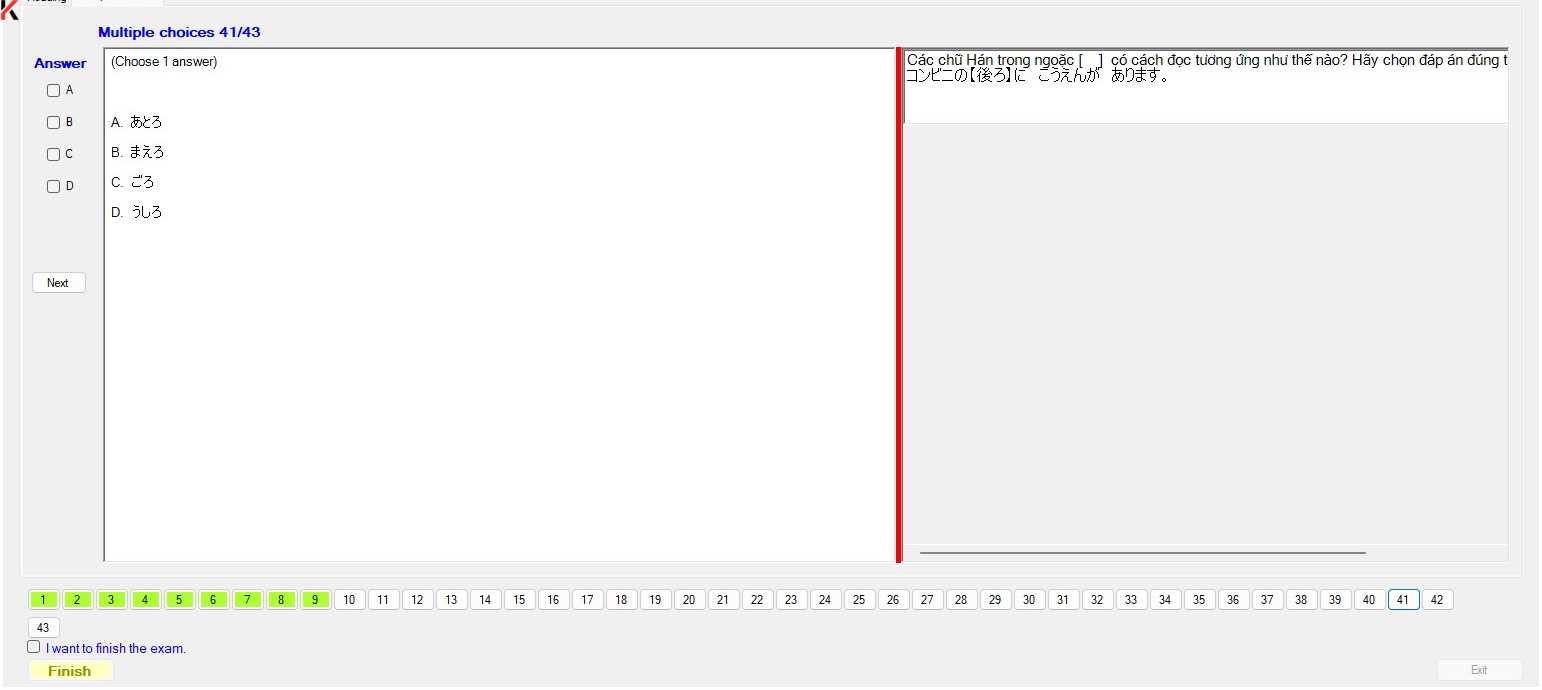 Multiple choices 41/43
Answer
(Choose 1 answer)
A
B
C
D
A. あとろ
B. まえろ
C. ごろ
D. うしろ
Next
Các chữ Hán trong ngoặc [ ] có cách đọc tương ứng như thế nào? Hãy chọn đáp án đúng t
コンビニの【後ろ】に こうえんが あります。
1 2 3 4 5 6 7 8 9 10 11 12 13 14 15 16 17 18 19 20 21 22 23 24 25 26 27 28 29 30 31 32 33 34 35 36 37 38 39 40 41 42
43
I want to finish the exam.
Finish
Exit